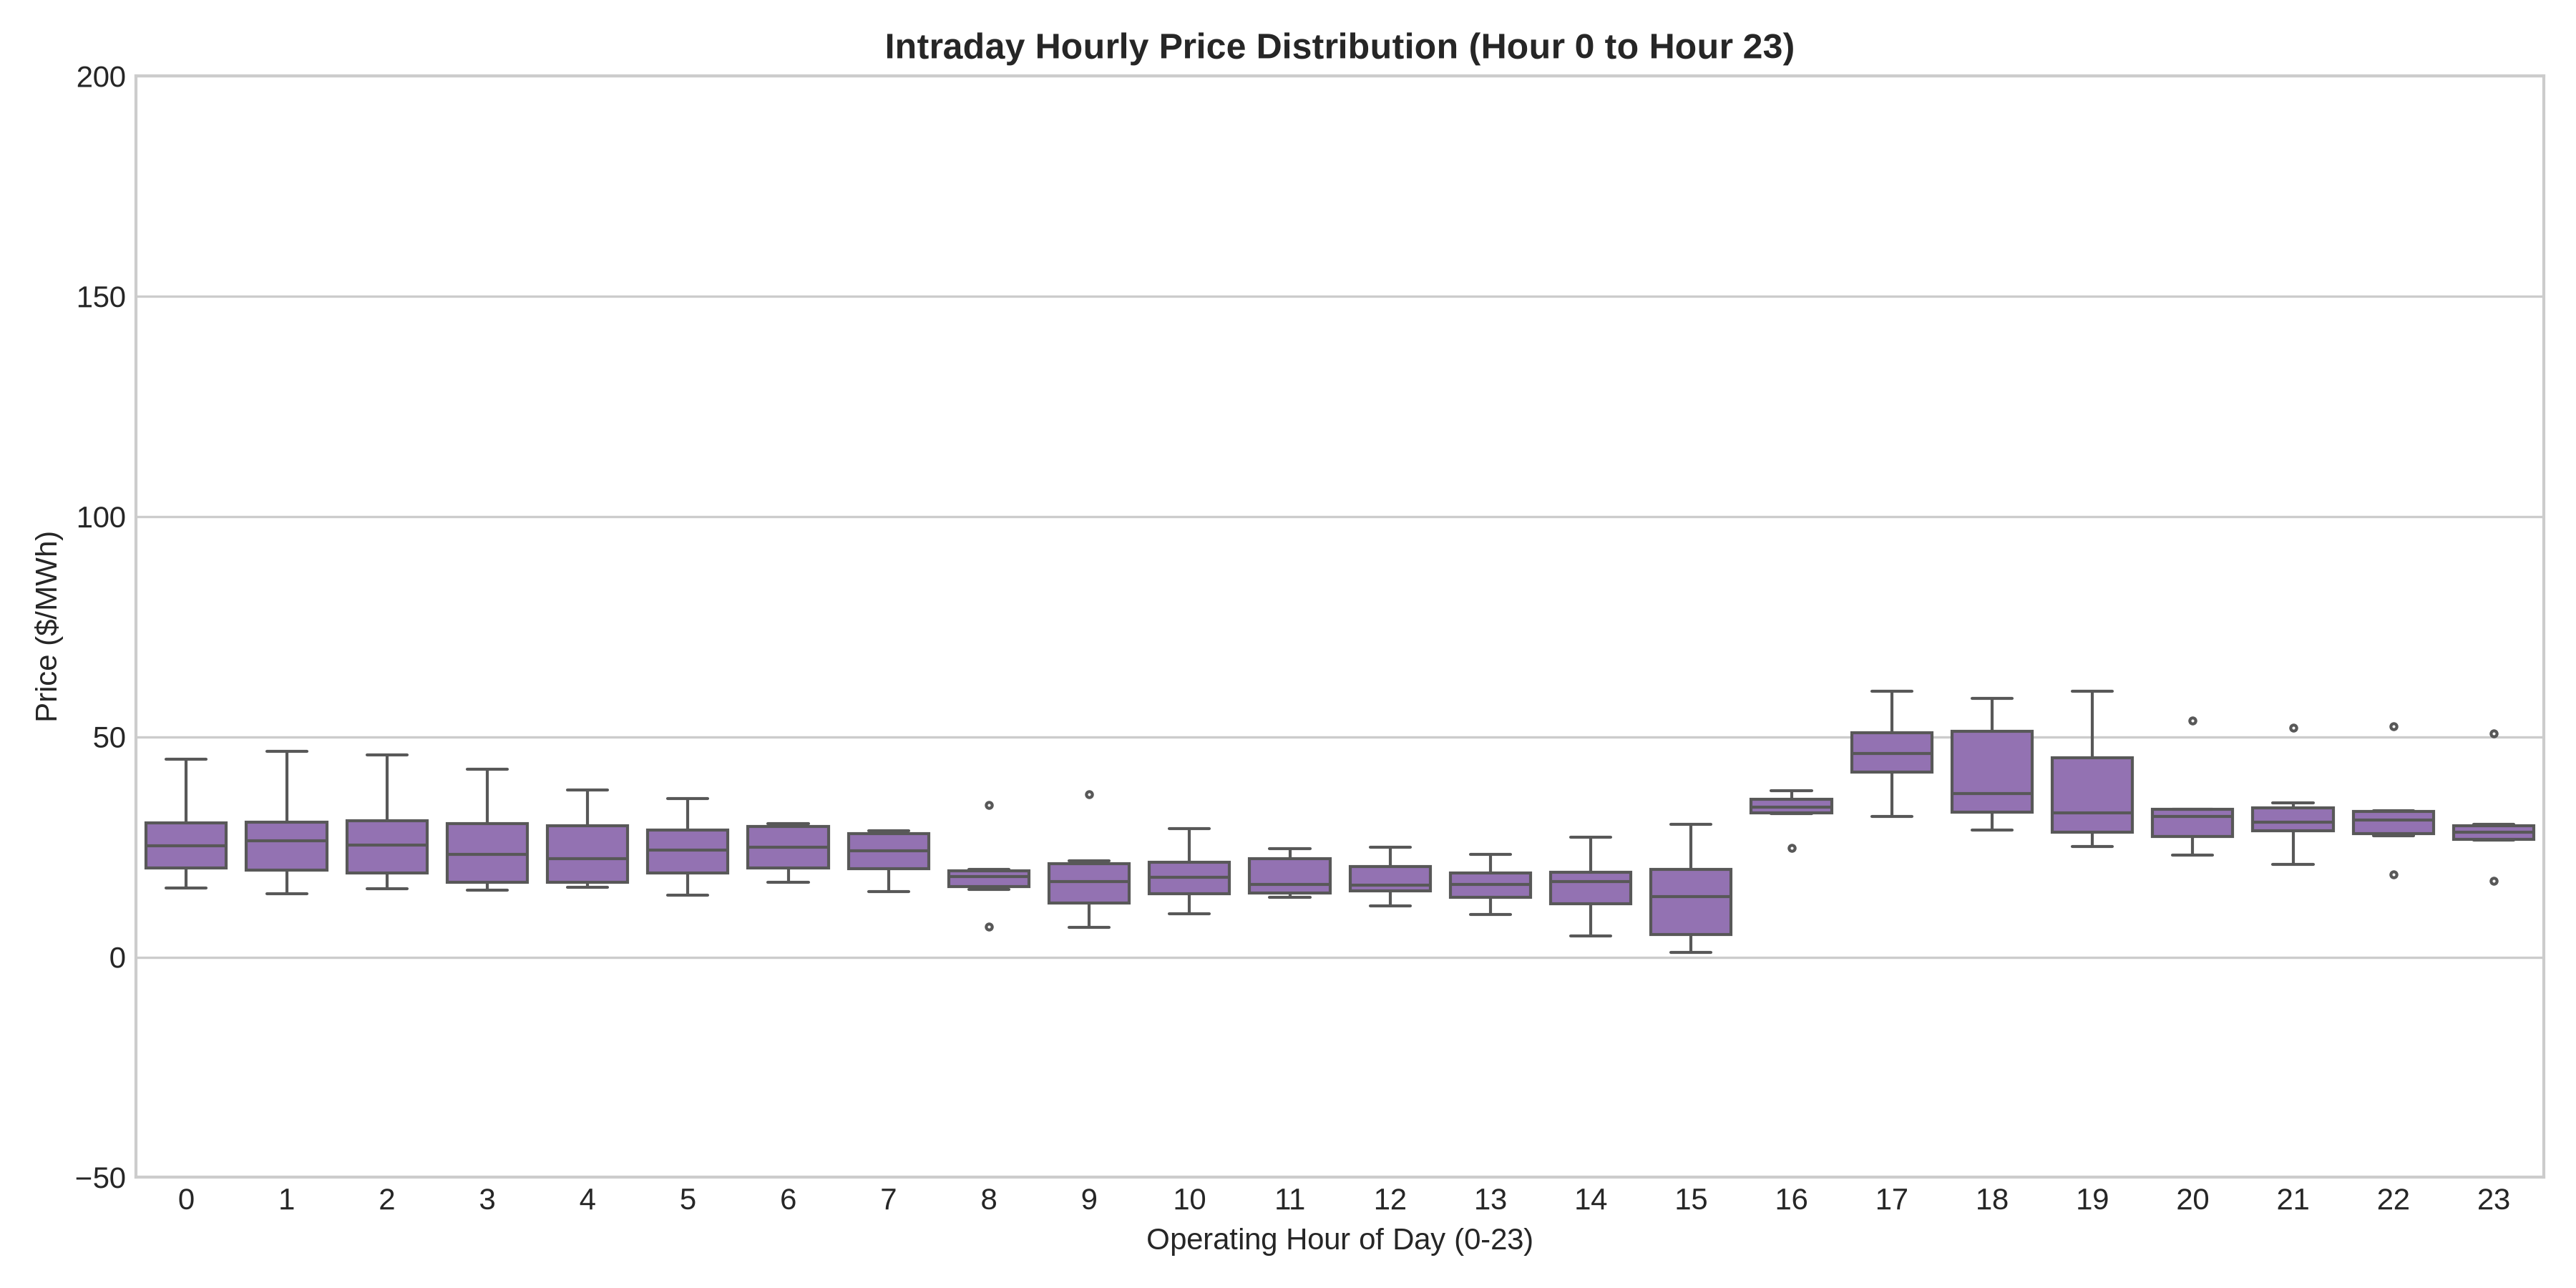 Intraday Hourly Price Distribution (Hour 0 to Hour 23)
200
150
100
50
0
−50
Price ($/MWh)
0 1 2 3 4 5 6 7 8 9 10 11 12 13 14 15 16 17 18 19 20 21 22 23
Operating Hour of Day (0-23)